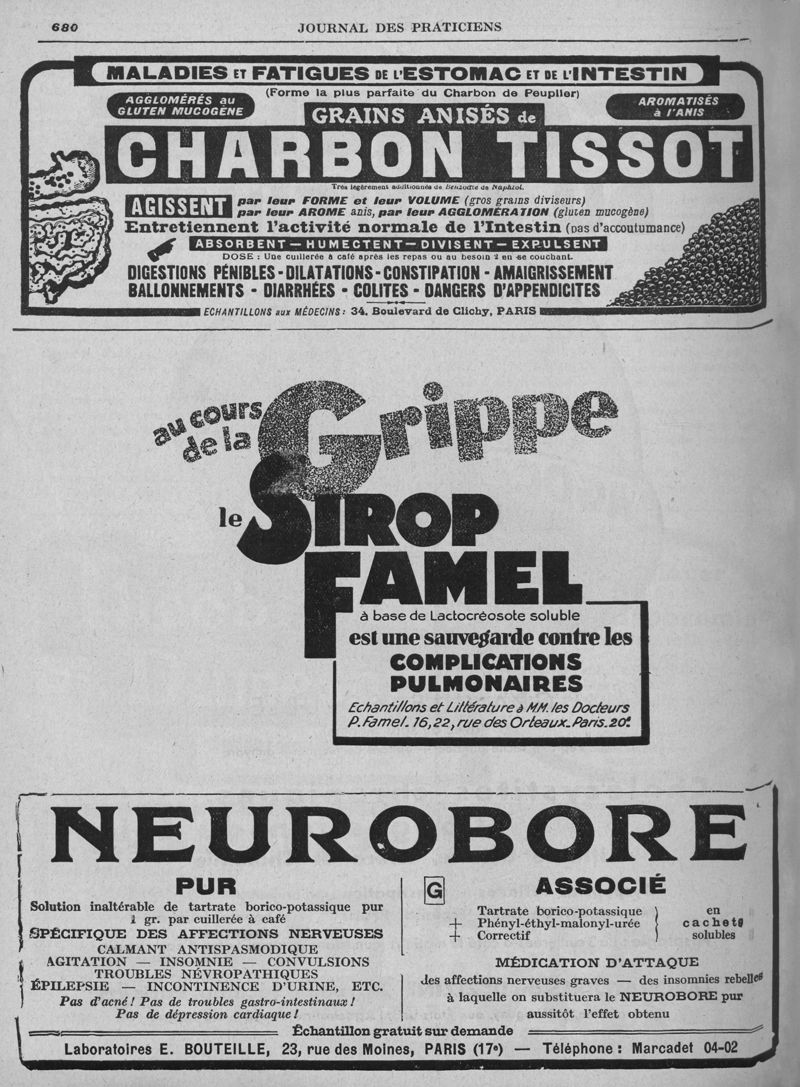 680
JOURNAL DES PRATICIENS
MALADIES ET FATIGUES DE L'ESTOMAC ET DE L'INTESTIN
(Forme la plus parfaite du Charbon de Peuplier)
AGGLOMÉRÉS au
GLUTEN MUCOGÈNE
GRAINS ANISÉS de
AROMATISÉS
à l'ANIS
CHARBON TISSOT
Très légèrement additionnés de Benzoate de Naphtol.
AGISSENT
par leur FORME et leur VOLUME (gros grains diviseurs)
par leur AROME anis, par leur AGGLOMÉRATION (gluten mucogène)
Entretiennent l'activité normale de l'Intestin (pas d'accoutumance)
ABSORBENT — HUMECTENT — DIVISENT — EXPULSENT
DOSE : Une cuillerée à café après les repas ou au besoin 2 en se couchant.
DIGESTIONS PÉNIBLES - DILATATIONS - CONSTIPATION - AMAIGRISSEMENT
BALLONNEMENTS - DIARRHÉES - COLITES - DANGERS D'APPENDICITES
ECHANTILLONS aux MÉDECINS : 34, Boulevard de Clichy, PARIS
au cours
de la Grippe
le SIROP
FAMEL
à base de Lactocréosote soluble
est une sauvegarde contre les
COMPLICATIONS
PULMONAIRES
Echantillons et Littérature à MM. les Docteurs
P. Famel. 16,22, rue des Orteaux. Paris. 20e.
NEUROBORE
PUR
Solution inaltérable de tartrate borico-potassique pur
1 gr. par cuillerée à café
SPÉCIFIQUE DES AFFECTIONS NERVEUSES
CALMANT ANTISPASMODIQUE
AGITATION — INSOMNIE — CONVULSIONS
TROUBLES NÉVROPATHIQUES
ÉPILEPSIE — INCONTINENCE D'URINE, ETC.
Pas d'acné ! Pas de troubles gastro-intestinaux !
Pas de dépression cardiaque !
G
ASSOCIÉ
Tartrate borico-potassique
+ Phényl-éthyl-malonyl-urée
+ Correctif
en
cachets
solubles
MÉDICATION D'ATTAQUE
des affections nerveuses graves — des insomnies rebelles
à laquelle on substituera le NEUROBORE pur
aussitôt l'effet obtenu
Échantillon gratuit sur demande
Laboratoires E. BOUTEILLE, 23, rue des Moines, PARIS (17e) — Téléphone : Marcadet 04-02